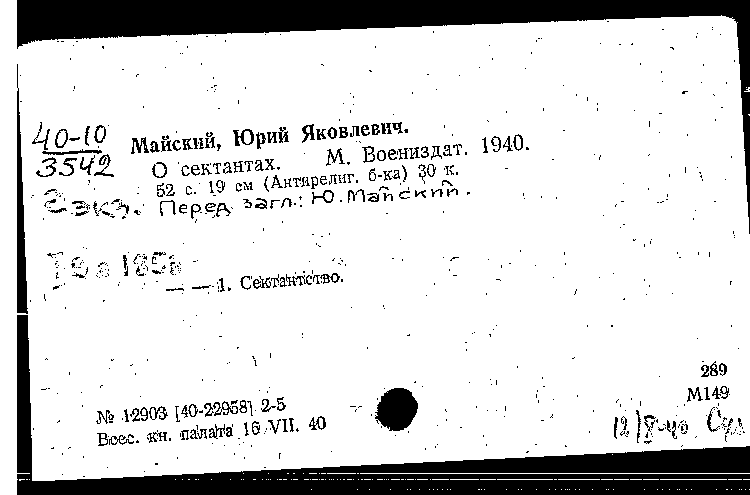 40-10
3542
Майский, Юрий Яковлевич.
О сектантах. М. Воениздат. 1940.
52 с. 19 см (Антирелиг. б-ка) 30 к.
2 экз. Перед загл.: Ю. Майский.
— — 1. Сектантство.
289
М149
№ 12903 [40-22958] 2-5
Всес. кн. палата 16 VII. 40
12/8-40